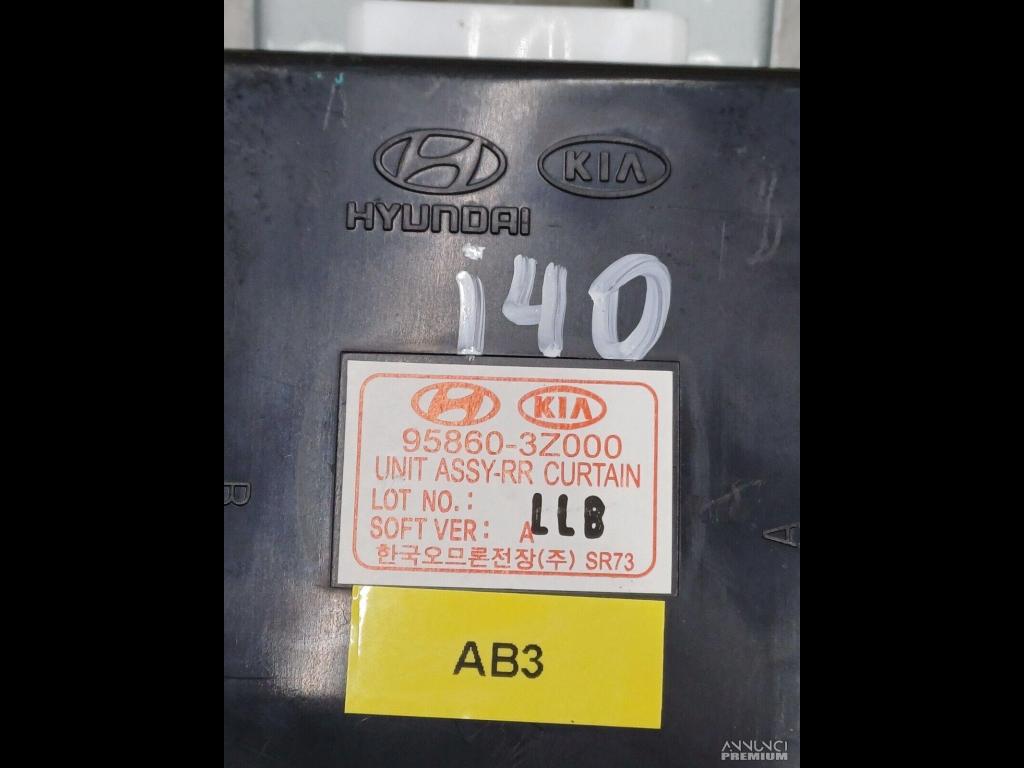 A
KIA
HYUNDAI
i40
KIA
95860-3Z000
UNIT ASSY-RR CURTAIN
LOT NO.: LLB
SOFT VER: A
한국오므론전장(주) SR73
B
A
AB3
ANNUNCI
PREMIUM